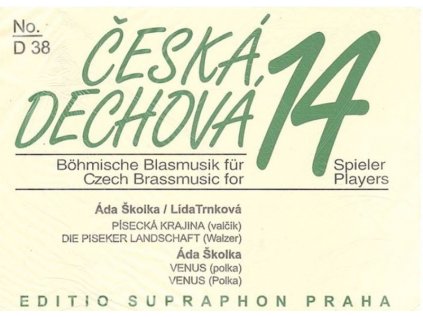 No.
D 38
ČESKÁ
DECHOVÁ
14
Böhmische Blasmusik für
Czech Brassmusic for
Spieler
Players
Áda Školka / LídaTrnková
PÍSECKÁ KRAJINA (valčík)
DIE PISEKER LANDSCHAFT (Walzer)
Áda Školka
VENUS (polka)
VENUS (Polka)
EDITIO SUPRAPHON PRAHA